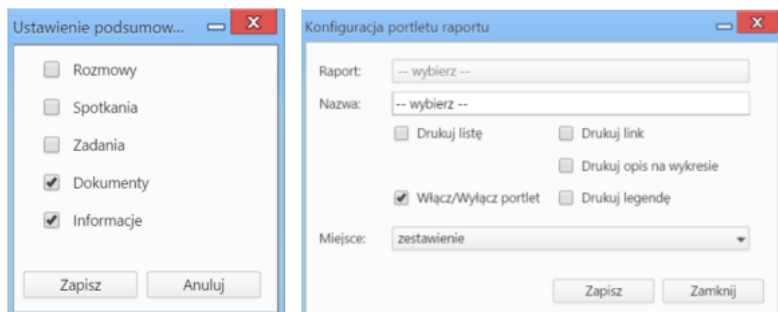 Ustawienie podsumow...
Rozmowy
Spotkania
Zadania
Dokumenty
Informacje
Zapisz Anuluj
Konfiguracja portletu raportu
Raport: -- wybierz --
Nazwa: -- wybierz --
Drukuj listę Drukuj link
Drukuj opis na wykresie
Włącz/Wyłącz portlet Drukuj legendę
Miejsce: zestawienie
Zapisz Zamknij